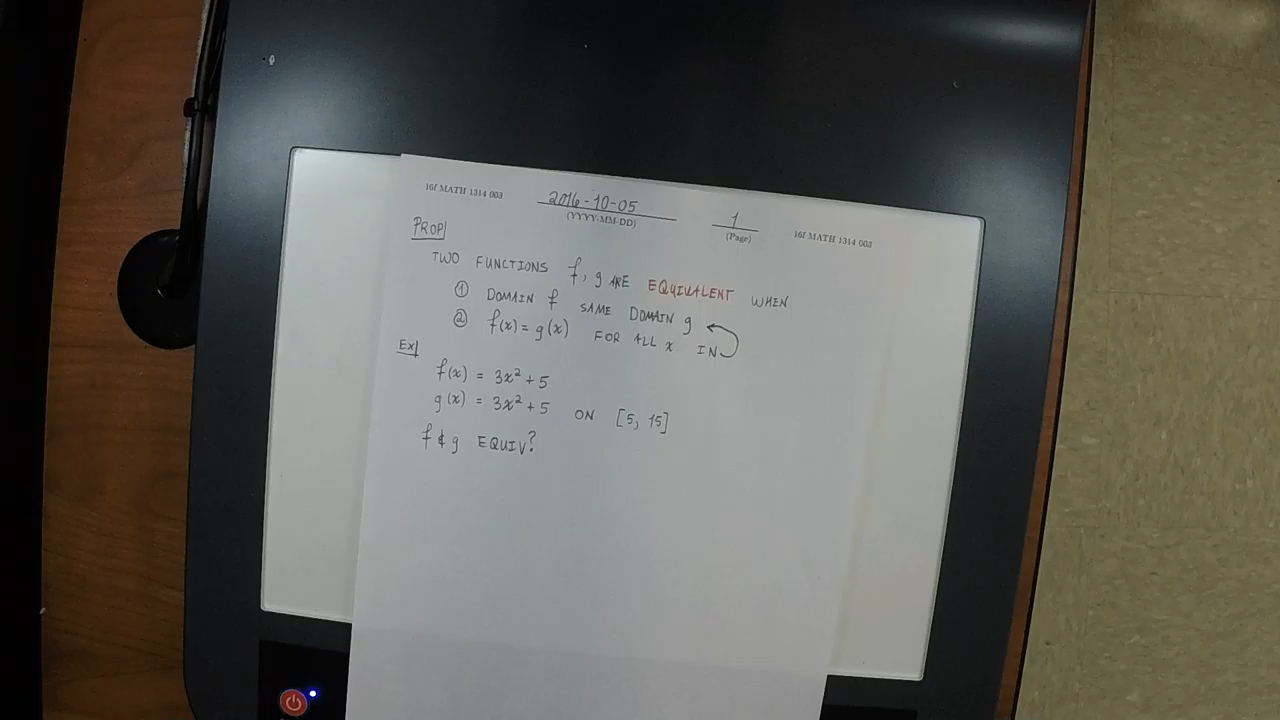 16f MATH 1314 003 2016-10-05 1 16f MATH 1314 003
(YYYY-MM-DD) (Page)
PROP
TWO FUNCTIONS f, g ARE EQUIVALENT WHEN
① DOMAIN f SAME DOMAIN g
② f(x) = g(x) FOR ALL x IN
EX
f(x) = 3x² + 5
g(x) = 3x² + 5 ON [5, 15]
f & g EQUIV?